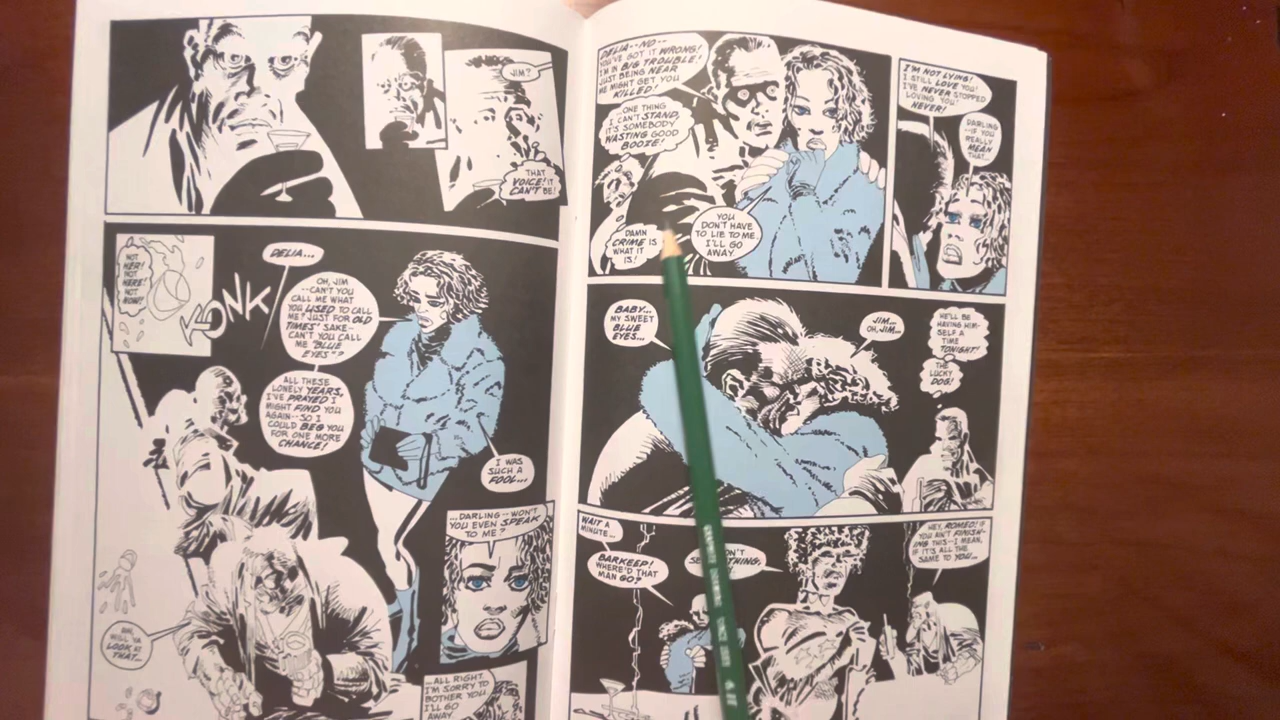 JIM?
THAT
VOICE! IT
CAN'T BE!
NOT
HER!
NOT
HERE!
NOT
NOW!
TONK
DELIA...
OH, JIM
--CAN'T YOU
CALL ME WHAT
YOU USED TO CALL
ME? JUST FOR OLD
TIMES' SAKE--
CAN'T YOU CALL
ME "BLUE
EYES"?
ALL THESE
LONELY YEARS,
I'VE PRAYED I
MIGHT FIND YOU
AGAIN--SO I
COULD BEG YOU
FOR ONE MORE
CHANCE!
I WAS
SUCH A
FOOL...
...DARLING--WON'T
YOU EVEN SPEAK
TO ME?
WILL YA
LOOK AT
THAT...
...ALL RIGHT
I'M SORRY TO
BOTHER YOU
I'LL GO
AWAY.
DELIA--NO--
YOU'VE GOT IT WRONG!
I'M IN BIG TROUBLE!
JUST BEING NEAR
ME MIGHT GET YOU
KILLED!
...ONE THING
I CAN'T STAND,
IT'S SOMEBODY
WASTING GOOD
BOOZE!
DAMN
CRIME IS
WHAT IT
IS!
YOU
DON'T HAVE
TO LIE TO ME.
I'LL GO
AWAY.
I'M NOT LYING!
I STILL LOVE YOU!
I'VE NEVER STOPPED
LOVING YOU!
NEVER!
DARLING
--IF YOU
REALLY
MEAN
THAT...
BABY...
MY SWEET
BLUE
EYES...
JIM...
OH, JIM...
HE'LL BE
HAVING HIM-
SELF A
TIME
TONIGHT!
THE
LUCKY
DOG!
WAIT A
MINUTE...
BARKEEP!
WHERE'D THAT
MAN GO?
HEY, ROMEO! IF
YOU AIN'T FINISH-
ING THIS--I MEAN,
IF IT'S ALL THE
SAME TO YOU...
DRAWING SINCE